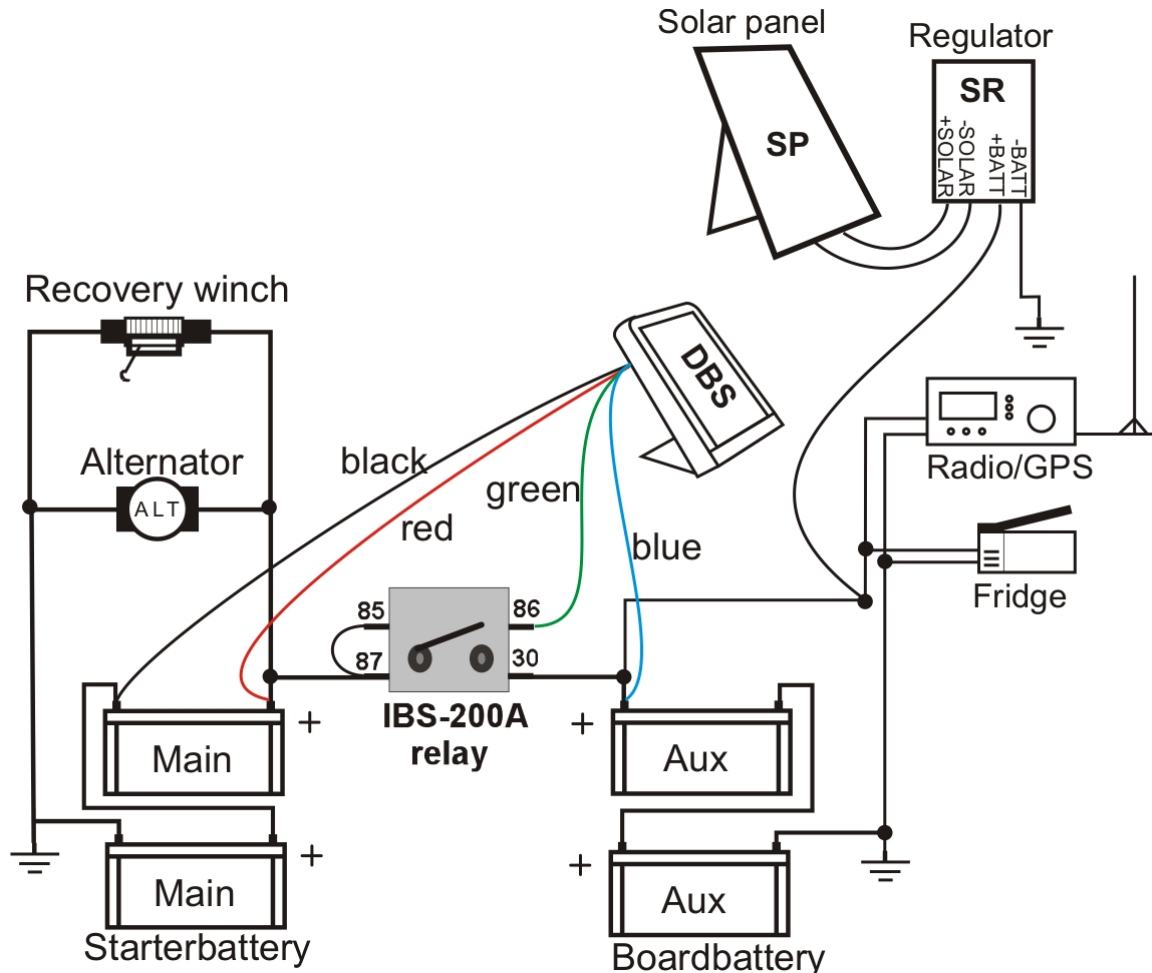 Solar panel
Regulator
SR
+SOLAR
-SOLAR
+BATT
-BATT
SP
Recovery winch
DBS
Alternator
ALT
black
red
green
blue
Radio/GPS
Fridge
85
86
87
30
IBS-200A
relay
+
Main
+
Aux
+
Main
+
Aux
Starterbattery
Boardbattery